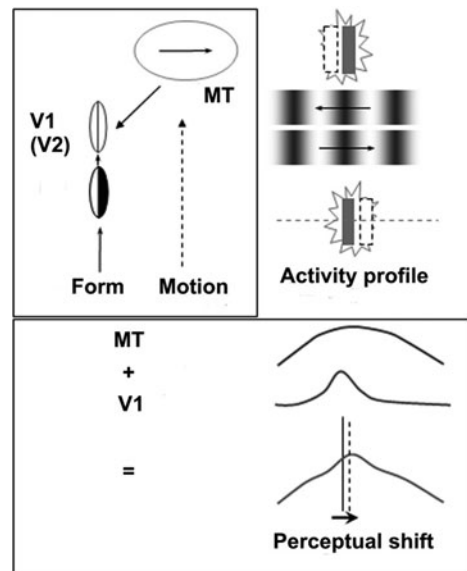 MT
V1
(V2)
Form Motion
Activity profile
MT
+
V1
=
Perceptual shift